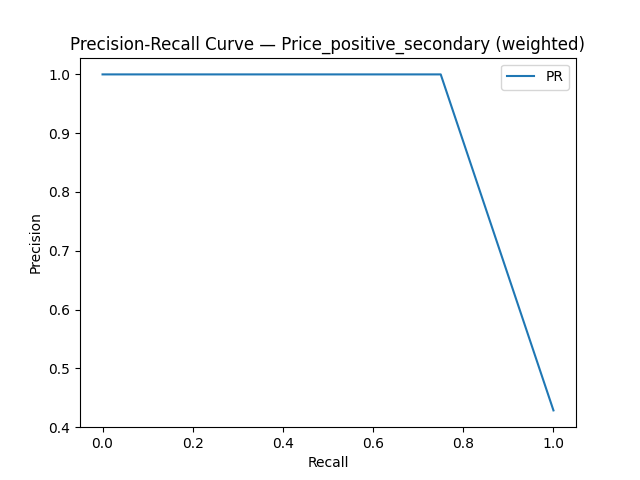 Precision-Recall Curve — Price_positive_secondary (weighted)
PR
Precision
1.0
0.9
0.8
0.7
0.6
0.5
0.4
0.0 0.2 0.4 0.6 0.8 1.0
Recall